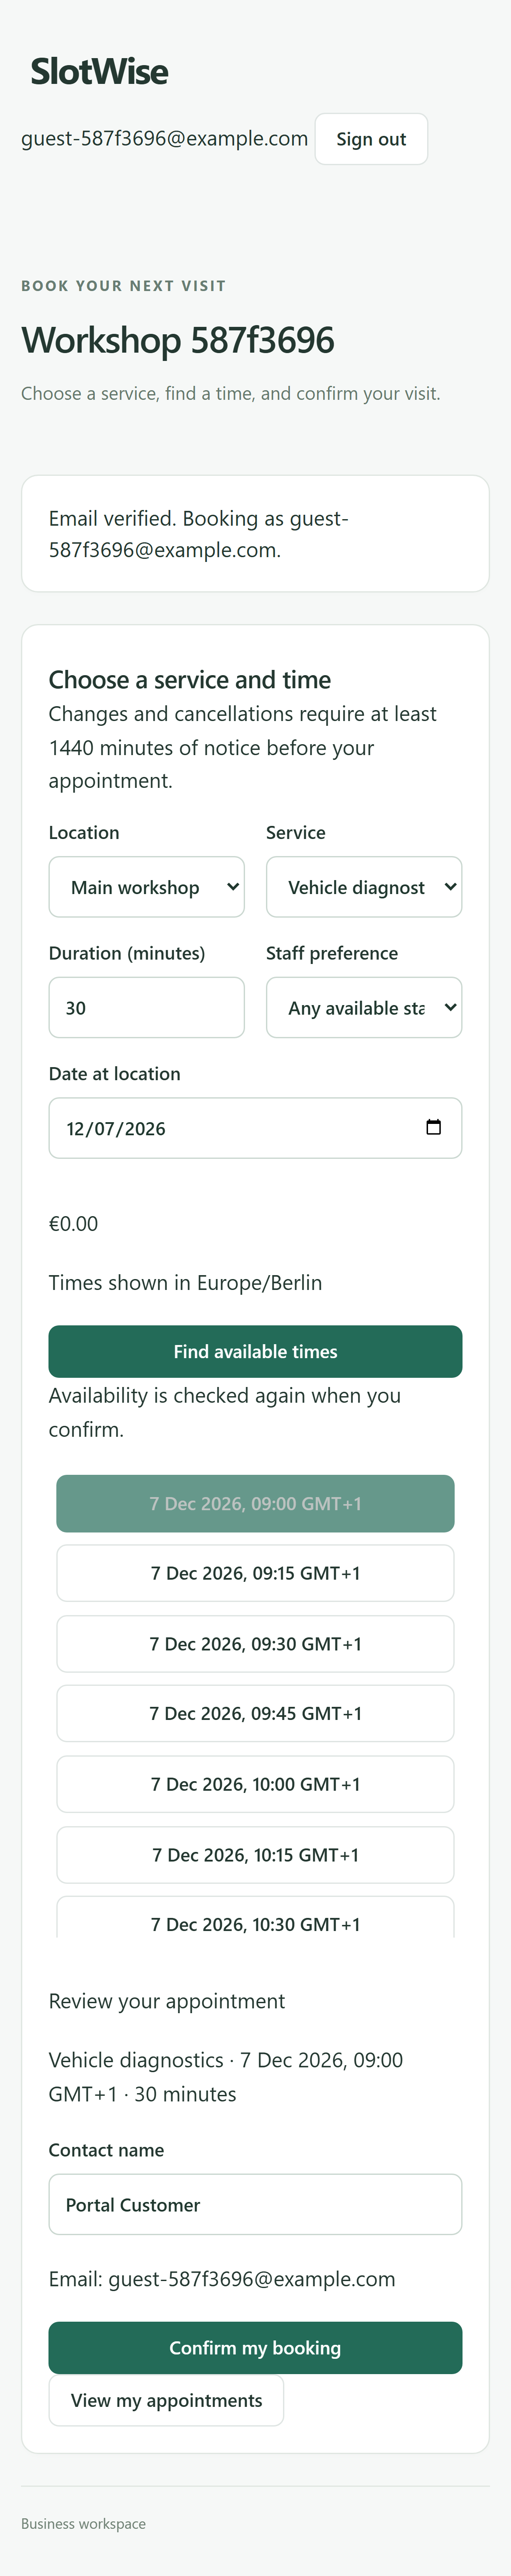 SlotWise
guest-587f3696@example.com Sign out
BOOK YOUR NEXT VISIT
Workshop 587f3696
Choose a service, find a time, and confirm your visit.
Email verified. Booking as guest-
587f3696@example.com.
Choose a service and time
Changes and cancellations require at least
1440 minutes of notice before your
appointment.
Location Service
Main workshop Vehicle diagnost
Duration (minutes) Staff preference
30 Any available sta
Date at location
12/07/2026
€0.00
Times shown in Europe/Berlin
Find available times
Availability is checked again when you
confirm.
7 Dec 2026, 09:00 GMT+1
7 Dec 2026, 09:15 GMT+1
7 Dec 2026, 09:30 GMT+1
7 Dec 2026, 09:45 GMT+1
7 Dec 2026, 10:00 GMT+1
7 Dec 2026, 10:15 GMT+1
7 Dec 2026, 10:30 GMT+1
Review your appointment
Vehicle diagnostics · 7 Dec 2026, 09:00
GMT+1 · 30 minutes
Contact name
Portal Customer
Email: guest-587f3696@example.com
Confirm my booking
View my appointments
Business workspace